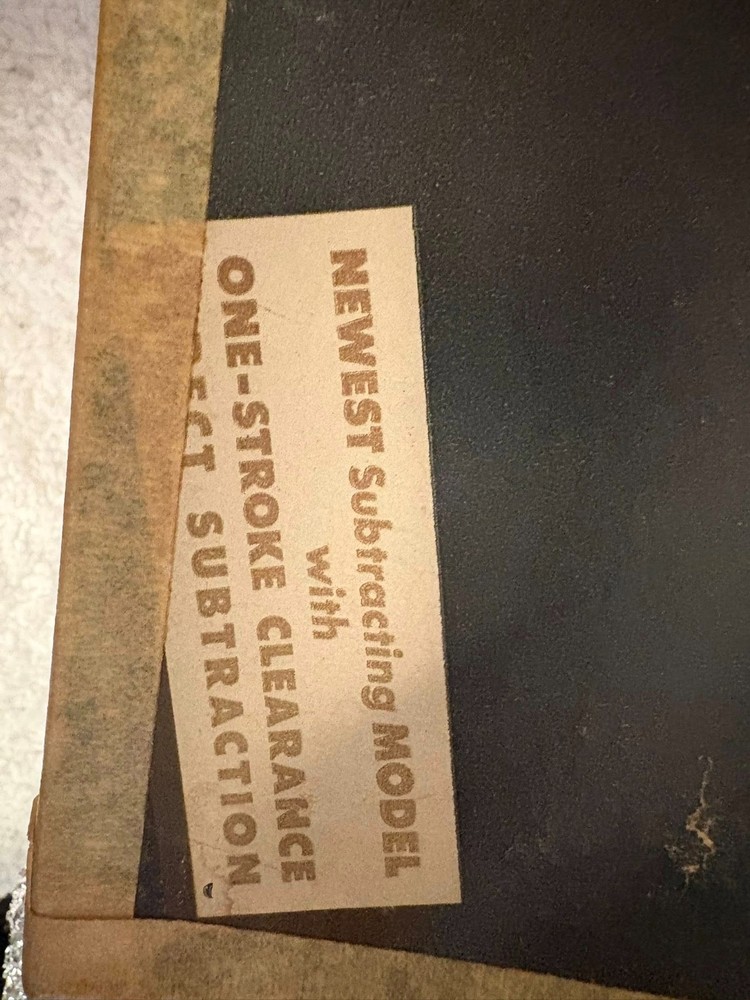 NEWEST Subtracting MODEL
with
ONE-STROKE CLEARANCE
SUBTRACTION